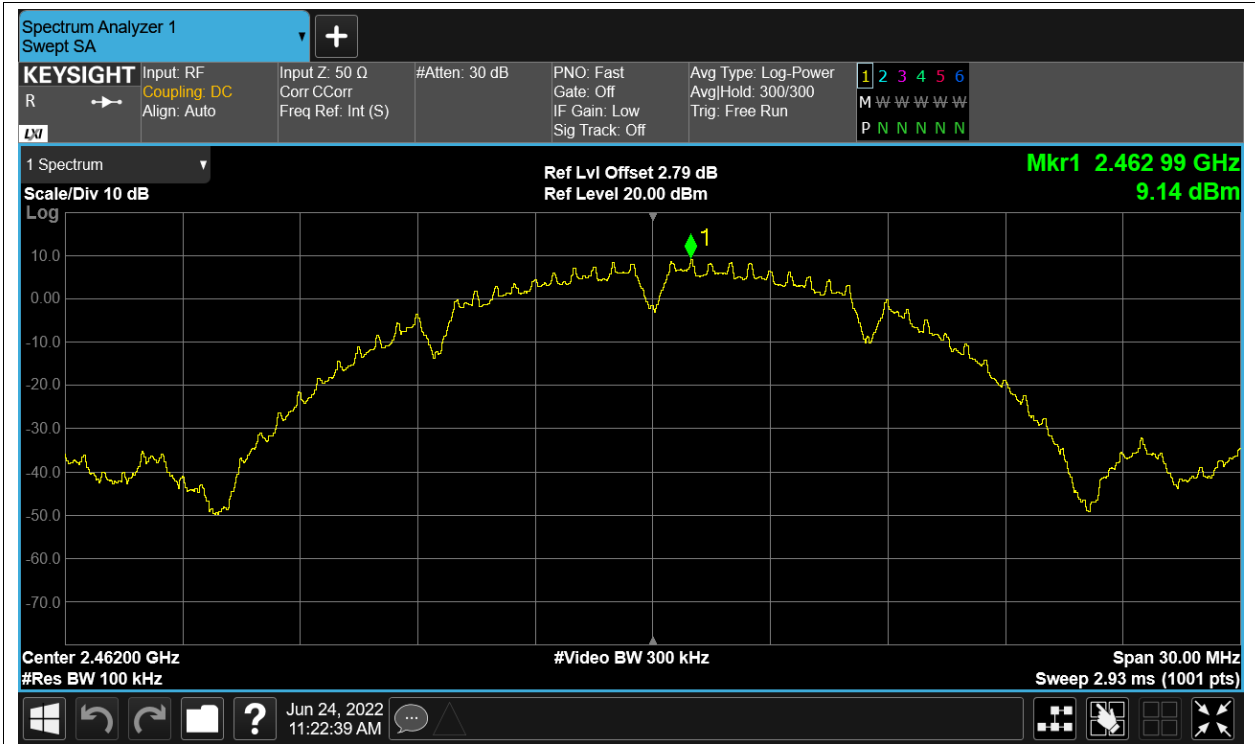 Spectrum Analyzer 1
Swept SA
KEYSIGHT
R
LXI
Input: RF
Coupling: DC
Align: Auto
Input Z: 50 Ω
Corr CCorr
Freq Ref: Int (S)
#Atten: 30 dB
PNO: Fast
Gate: Off
IF Gain: Low
Sig Track: Off
Avg Type: Log-Power
Avg|Hold: 300/300
Trig: Free Run
1 2 3 4 5 6
M W W W W W
P N N N N N
1 Spectrum
Scale/Div 10 dB
Log
Ref Lvl Offset 2.79 dB
Ref Level 20.00 dBm
Mkr1 2.462 99 GHz
9.14 dBm
1
10.0
0.00
-10.0
-20.0
-30.0
-40.0
-50.0
-60.0
-70.0
Center 2.46200 GHz
#Res BW 100 kHz
#Video BW 300 kHz
Span 30.00 MHz
Sweep 2.93 ms (1001 pts)
?
Jun 24, 2022
11:22:39 AM